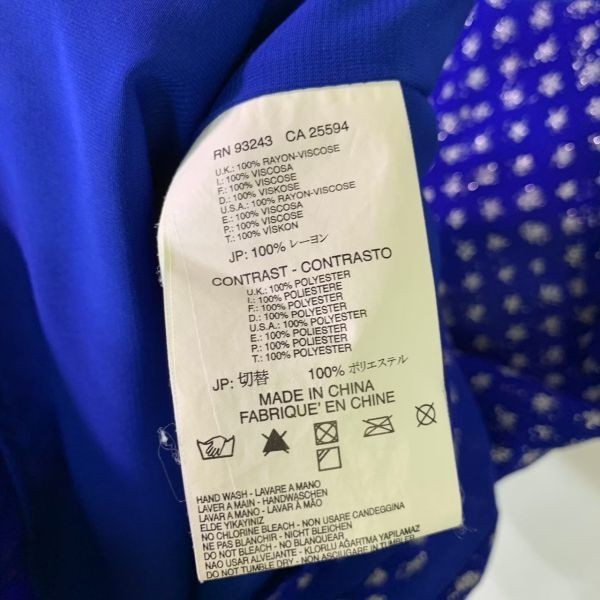 RN 93243 CA 25594
U.K.: 100% RAYON-VISCOSE
I.: 100% VISCOSA
F.: 100% VISCOSE
D.: 100% VISKOSE
U.S.A.: 100% RAYON-VISCOSE
E.: 100% VISCOSA
P.: 100% VISCOSE
T.: 100% VİSKON
JP: 100% レーヨン
CONTRAST - CONTRASTO
U.K.: 100% POLYESTER
I.: 100% POLIESTERE
F.: 100% POLYESTER
D.: 100% POLYESTER
U.S.A.: 100% POLYESTER
E.: 100% POLYESTER
P.: 100% POLYESTER
T.: 100% POLYESTER
JP: 切替 100% ポリエステル
MADE IN CHINA
FABRIQUE' EN CHINE
HAND WASH - LAVARE A MANO
LAVER A MAIN - HANDWASCHEN
LAVAR A MANO - LAVAR A MÃO
ELDE YIKAYINIZ
NO CHLORINE BLEACH - NON USARE CANDEGGINA
NE PAS BLANCHIR - NICHT BLEICHEN
DO NOT BLEACH - NO BLANQUEAR
NAO USAR ALVEJANTE - KLORLU AĞARTMA YAPILAMAZ
DO NOT TUMBLE DRY - NON ASCIUGARE IN TUMBLER